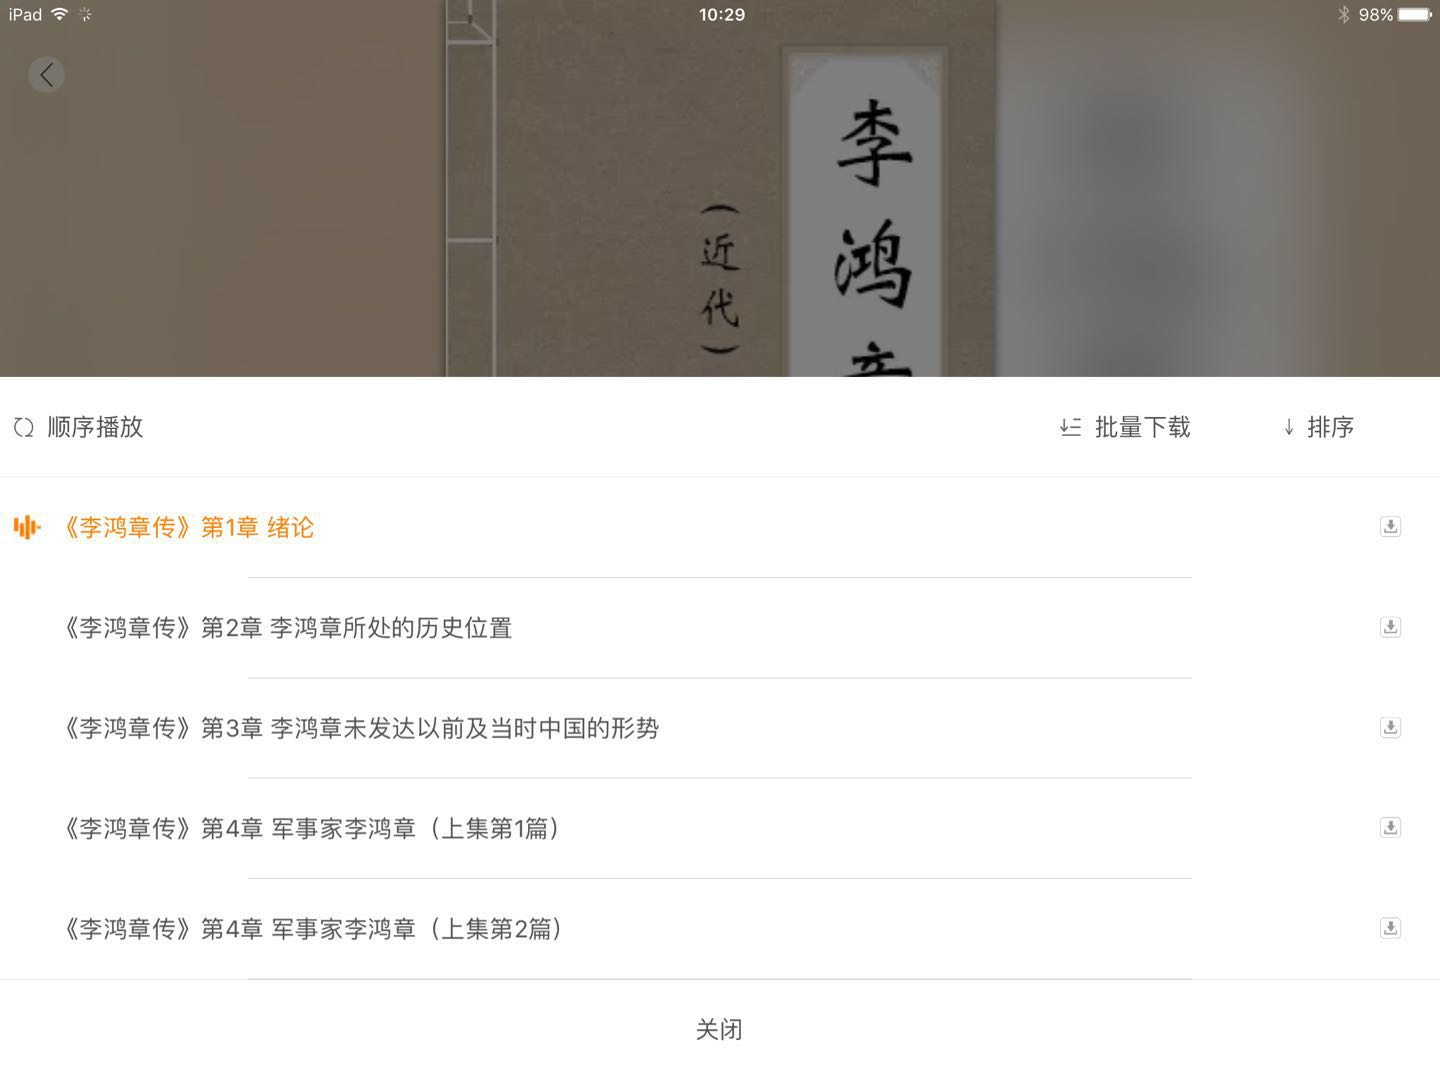 iPad
10:29
98%
李鸿章
（近代）
顺序播放
批量下载
排序
《李鸿章传》第1章 绪论
《李鸿章传》第2章 李鸿章所处的历史位置
《李鸿章传》第3章 李鸿章未发达以前及当时中国的形势
《李鸿章传》第4章 军事家李鸿章（上集第1篇）
《李鸿章传》第4章 军事家李鸿章（上集第2篇）
关闭